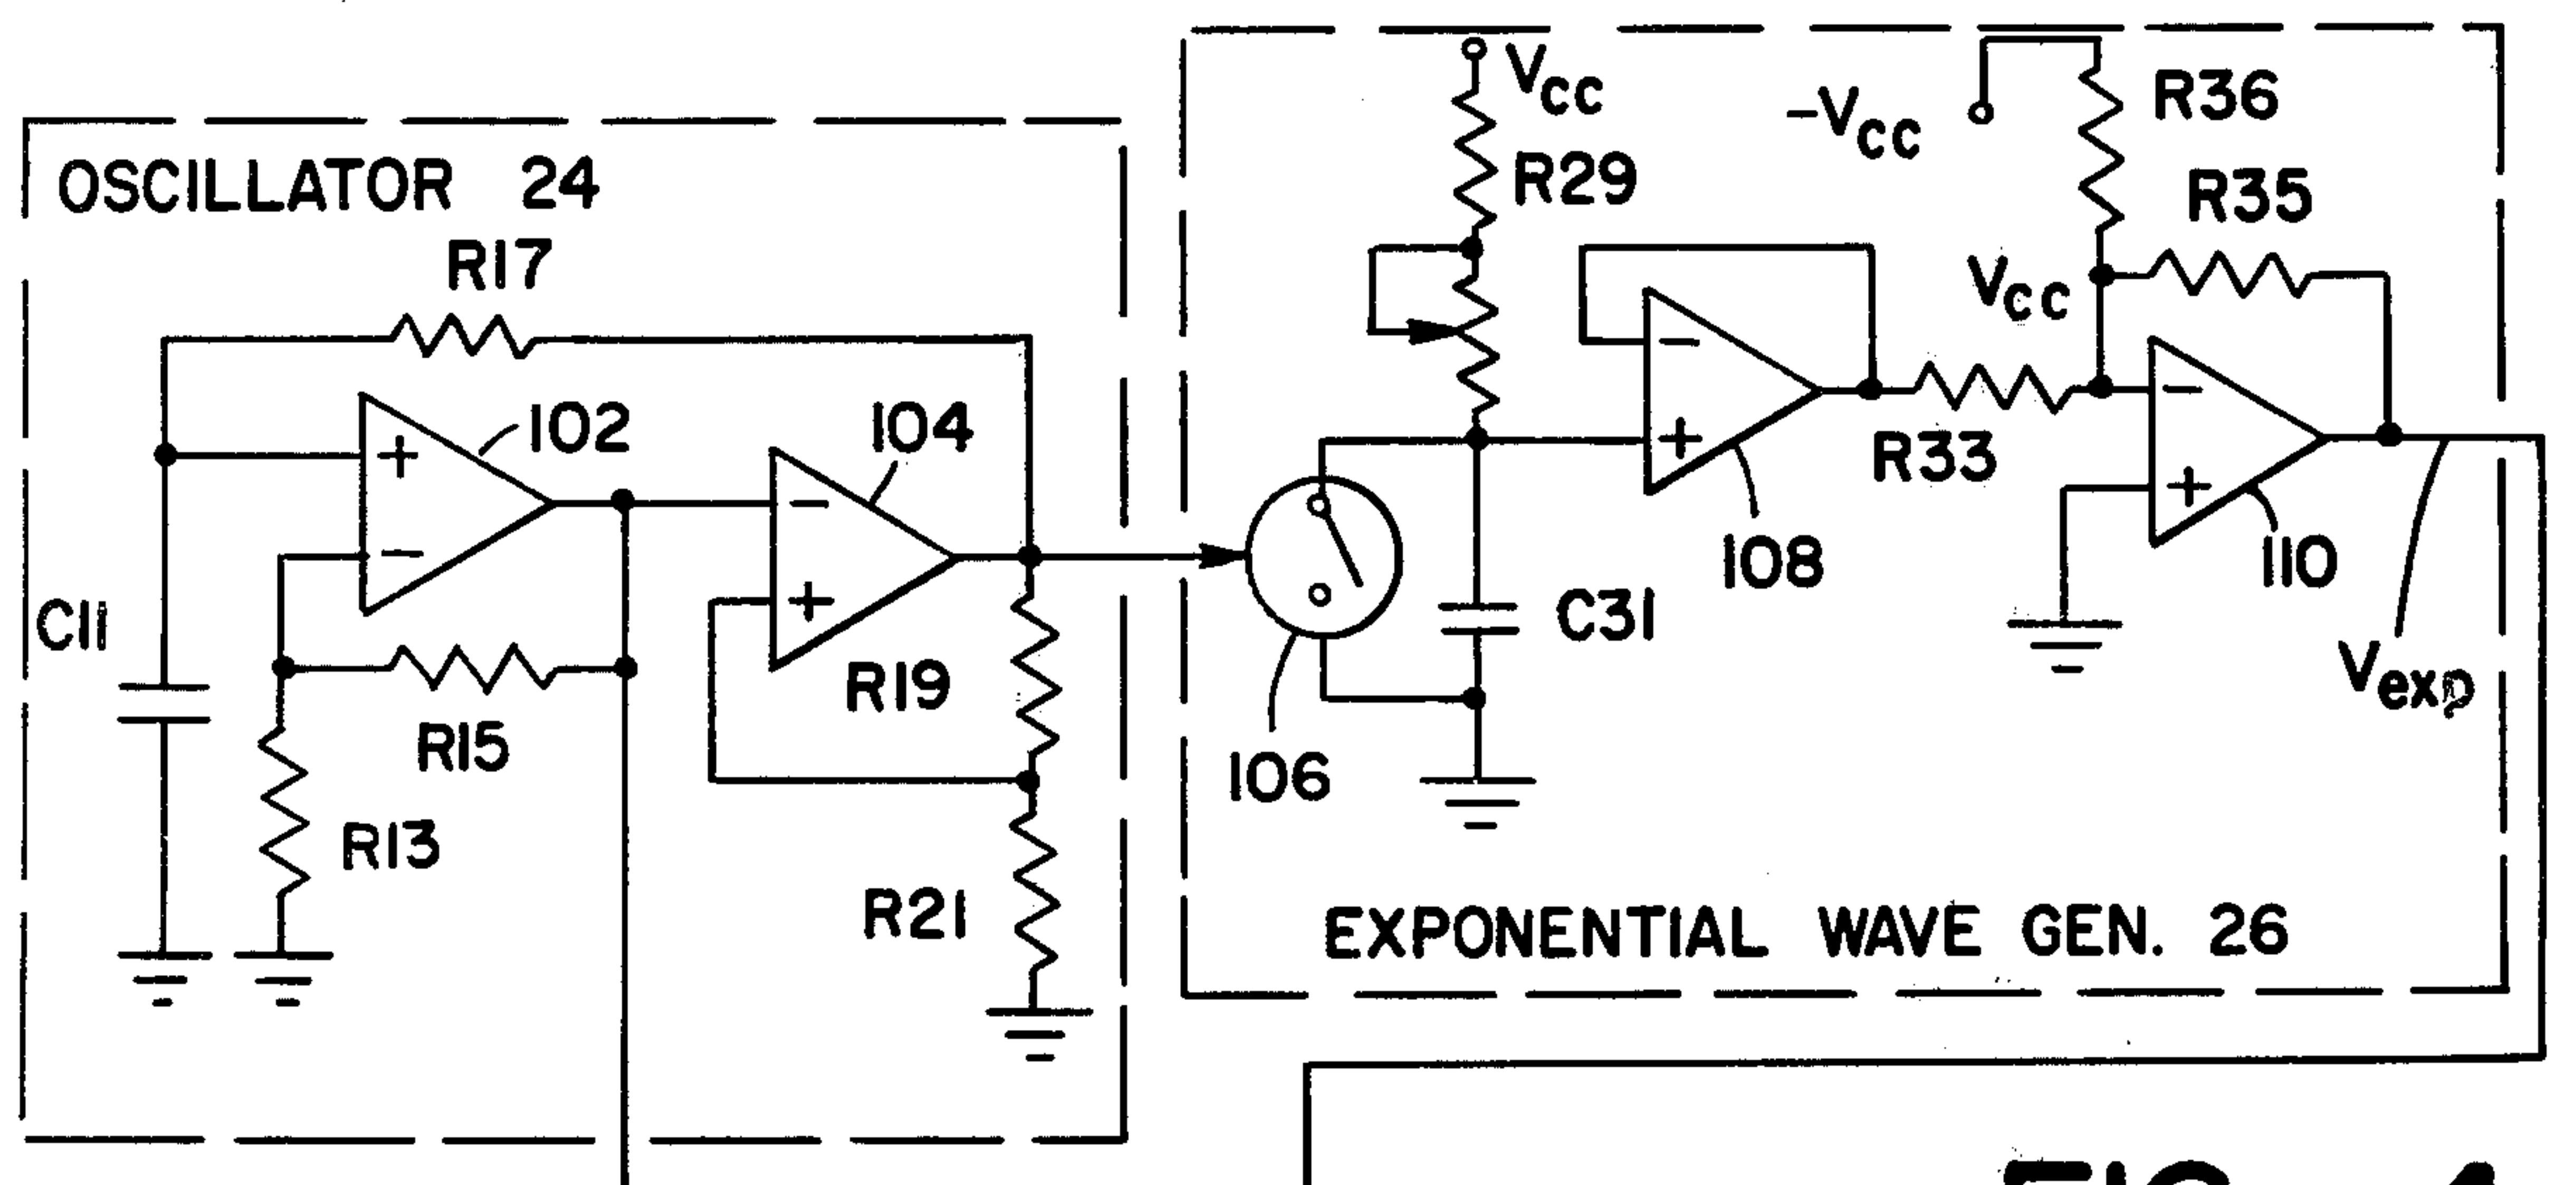 OSCILLATOR 24
R17
102
104
C11
R15
R13
R19
R21
Vcc
R29
-Vcc
R36
R35
Vcc
R33
108
110
C31
106
Vexp
EXPONENTIAL WAVE GEN. 26